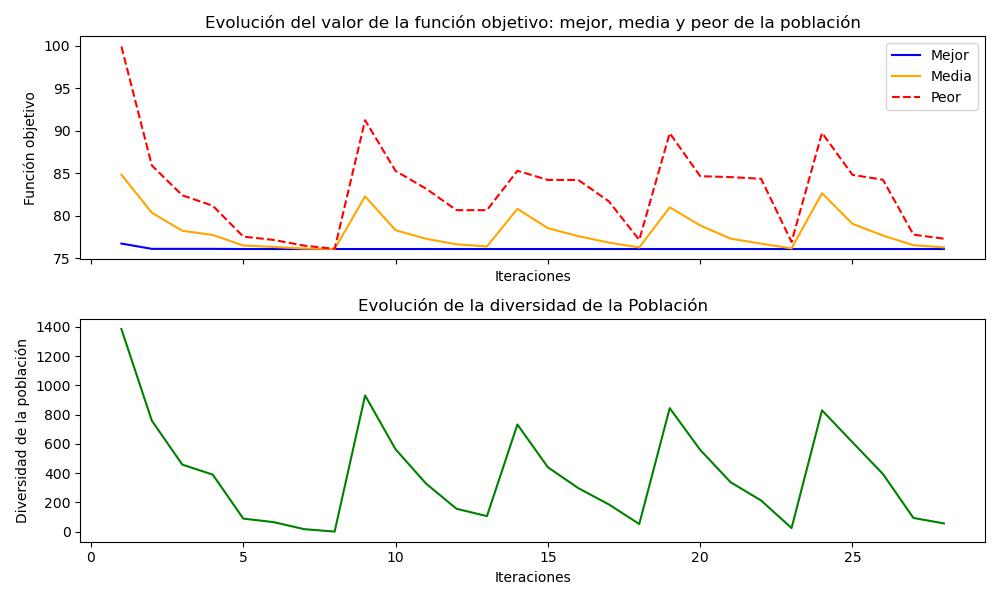 Evolución del valor de la función objetivo: mejor, media y peor de la población
100
95
90
85
80
75
Función objetivo
Mejor
Media
Peor
Iteraciones
Evolución de la diversidad de la Población
1400
1200
1000
800
600
400
200
0
Diversidad de la población
0 5 10 15 20 25
Iteraciones